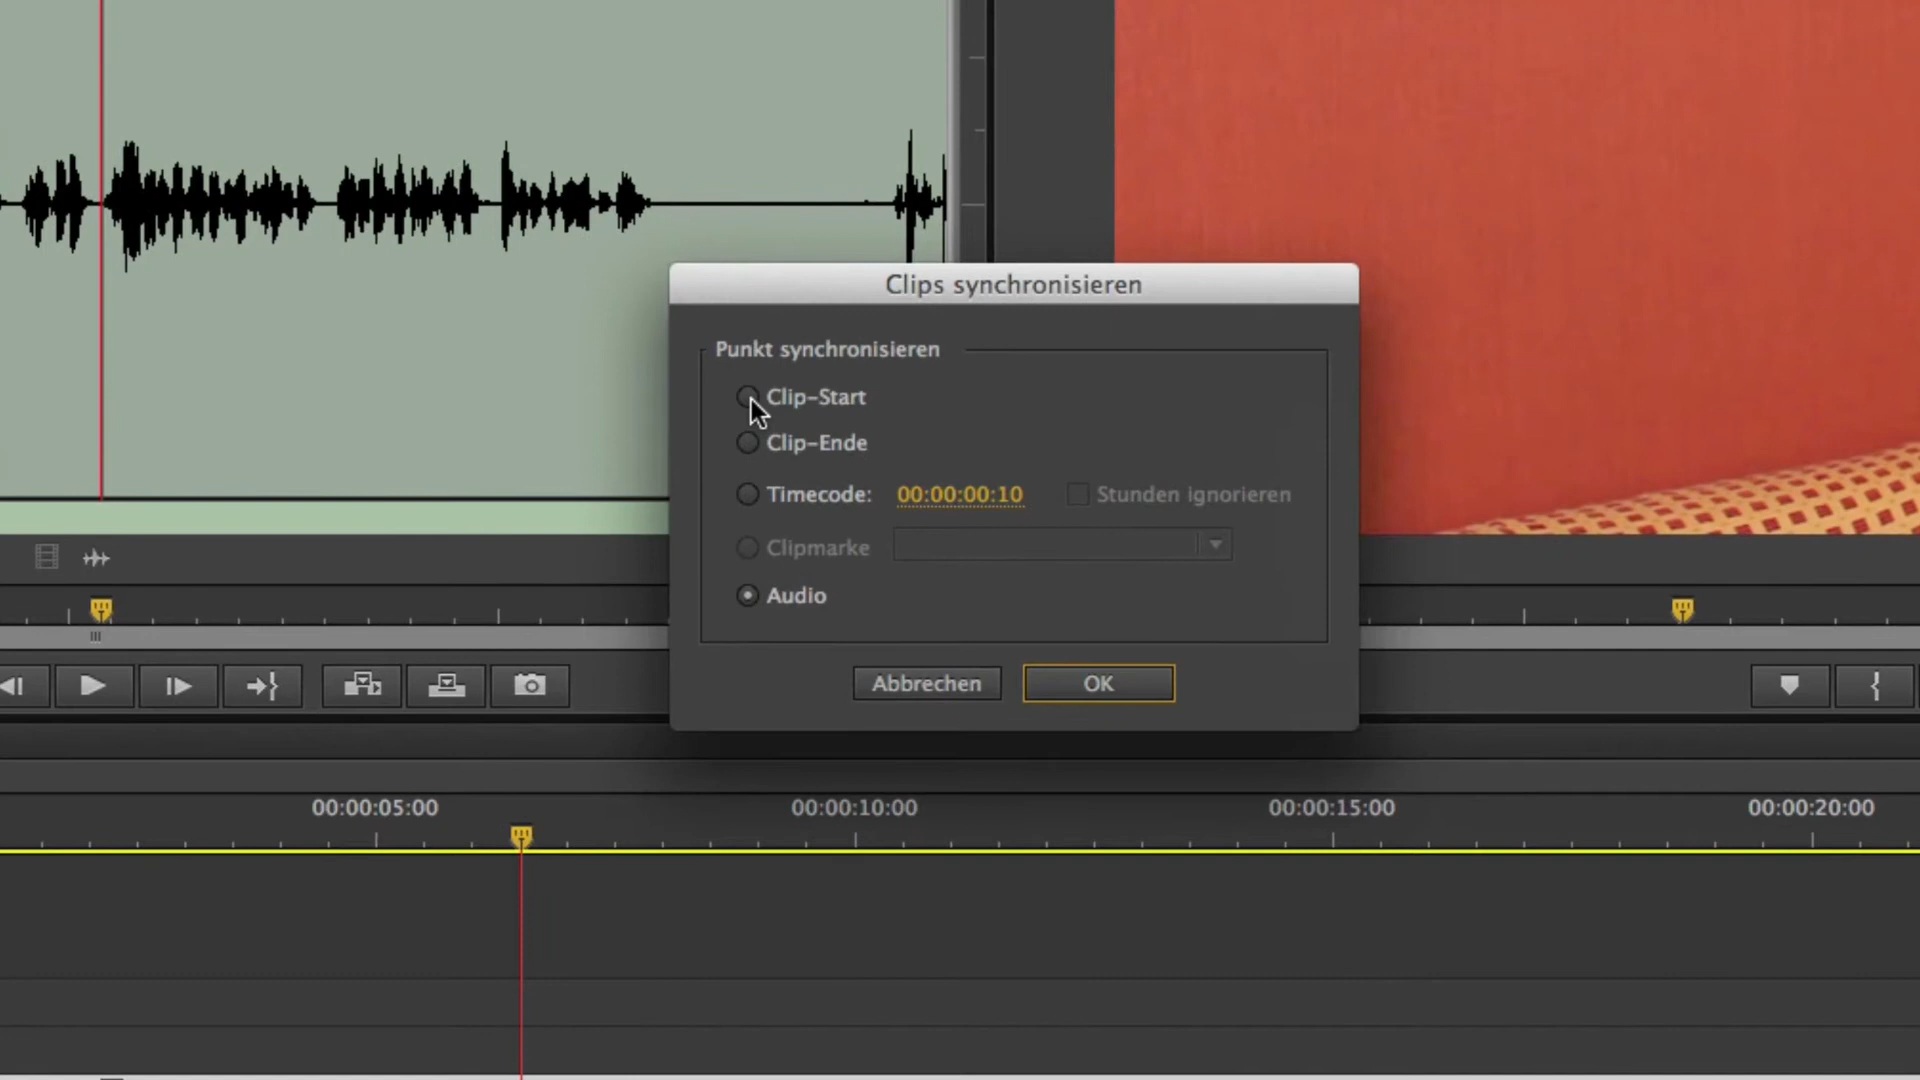 Clips synchronisieren
Punkt synchronisieren
Clip-Start
Clip-Ende
Timecode: 00:00:00:10 Stunden ignorieren
Clipmarke
Audio
Abbrechen OK
00:00:05:00 00:00:10:00 00:00:15:00 00:00:20:00